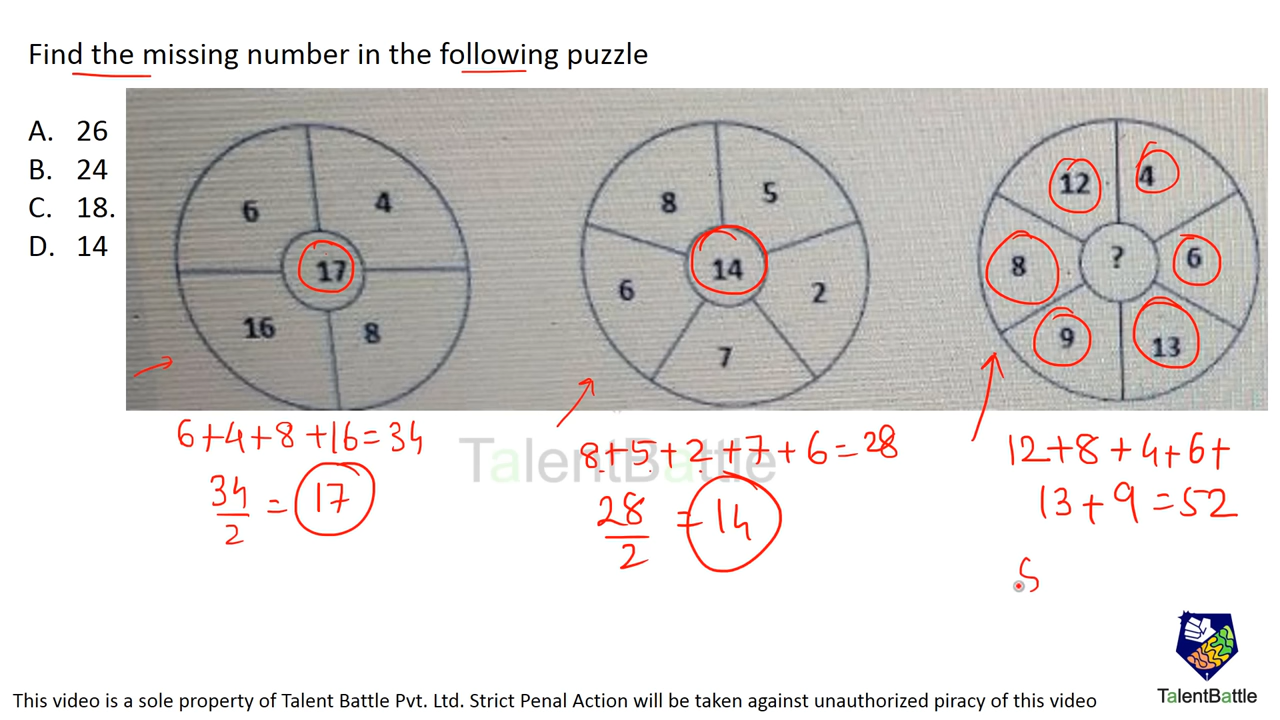 Find the missing number in the following puzzle
A. 26
B. 24
C. 18.
D. 14
6 4
17
16 8
8 5
6 14 2
7
12 4
8 ? 6
9 13
6+4+8+16=34
34/2 = 17
8+5+2+7+6=28
28/2 = 14
12+8+4+6+
13+9=52
5
TalentBattle
TalentBattle
This video is a sole property of Talent Battle Pvt. Ltd. Strict Penal Action will be taken against unauthorized piracy of this video